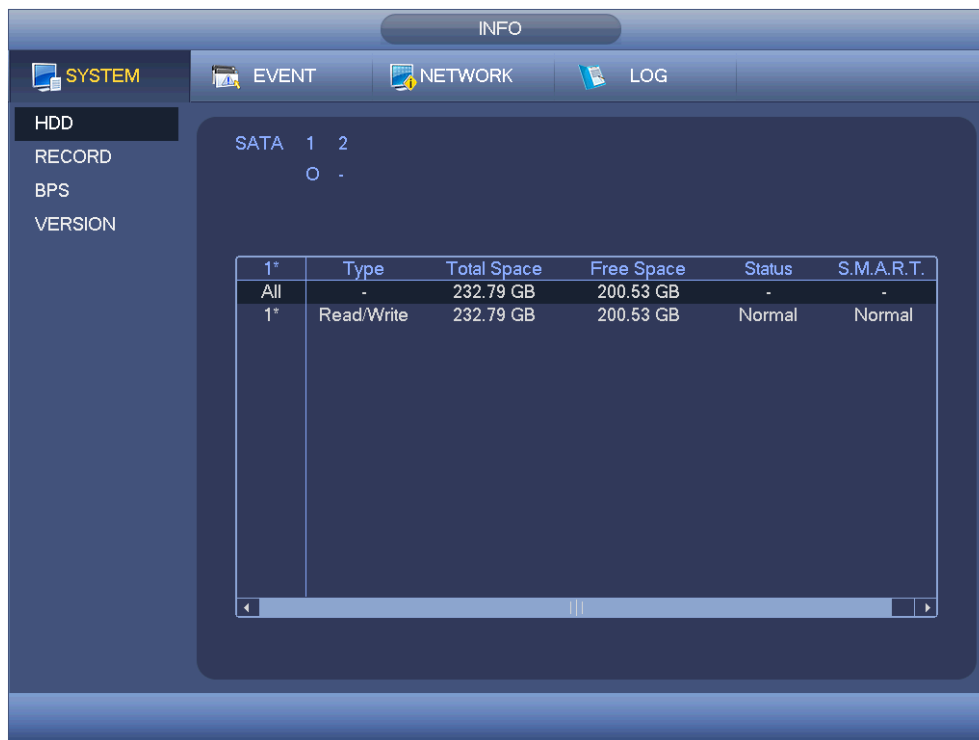 INFO
SYSTEM EVENT NETWORK LOG
HDD
RECORD
BPS
VERSION
SATA 1 2
O -
1* Type Total Space Free Space Status S.M.A.R.T.
All - 232.79 GB 200.53 GB - -
1* Read/Write 232.79 GB 200.53 GB Normal Normal